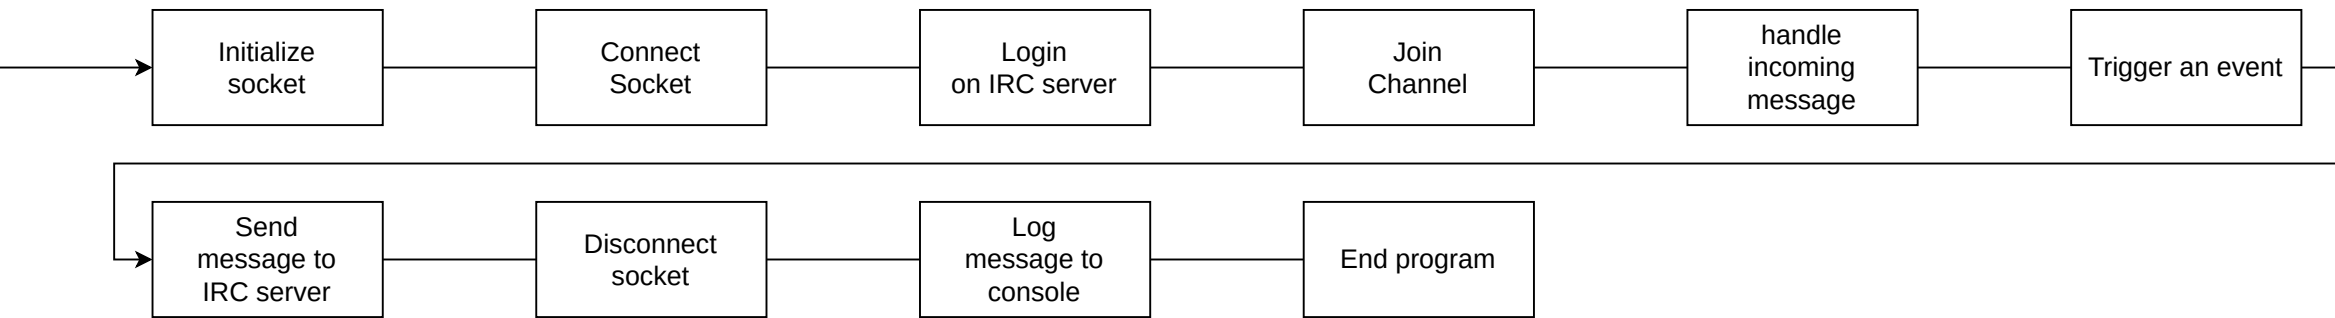 Initialize
socket
Connect
Socket
Login
on IRC server
Join
Channel
handle
incoming
message
Trigger an event
Send
message to
IRC server
Disconnect
socket
Log
message to
console
End program